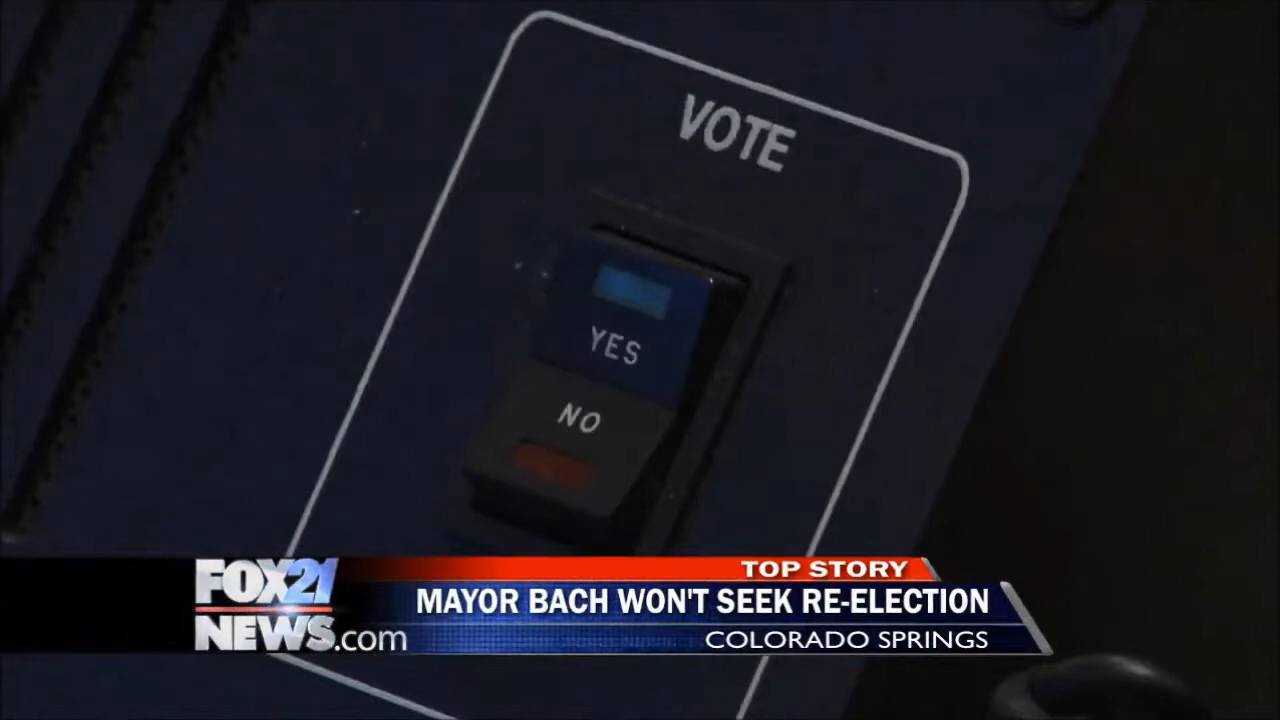 VOTE
YES
NO
TOP STORY
FOX21
NEWS.com
MAYOR BACH WON'T SEEK RE-ELECTION
COLORADO SPRINGS